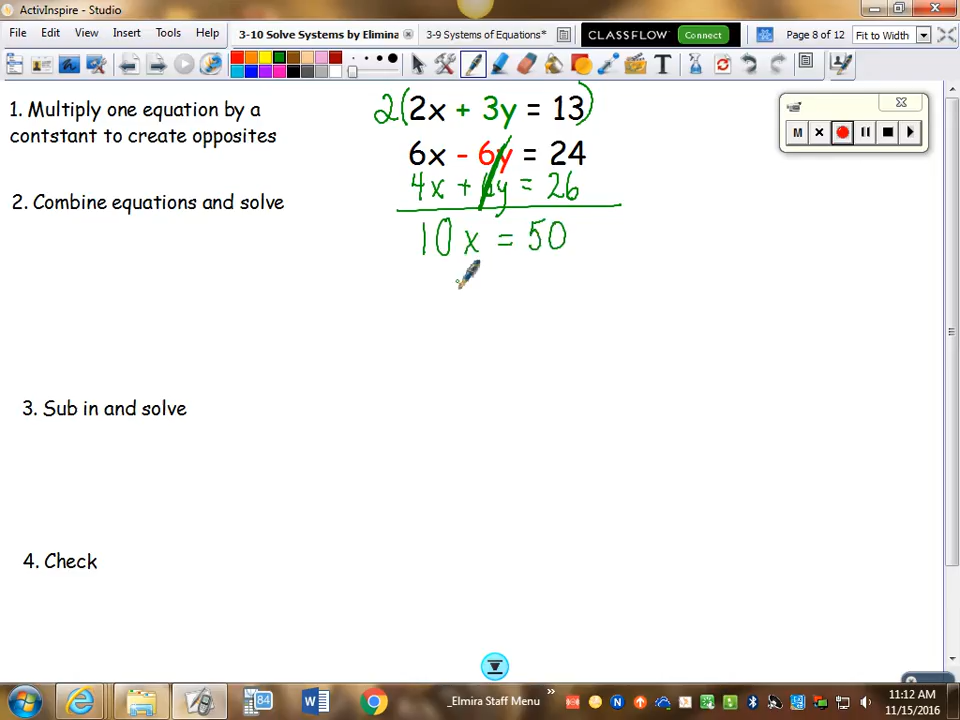 ActivInspire - Studio
File Edit View Insert Tools Help
3-10 Solve Systems by Elimina
3-9 Systems of Equations*
CLASSFLOW Connect
Page 8 of 12
Fit to Width
1. Multiply one equation by a
contstant to create opposites
2(2x + 3y = 13)
6x - 6y = 24
4x + 6y = 26
10x = 50
M
2. Combine equations and solve
3. Sub in and solve
4. Check
84
_Elmira Staff Menu
11:12 AM
11/15/2016